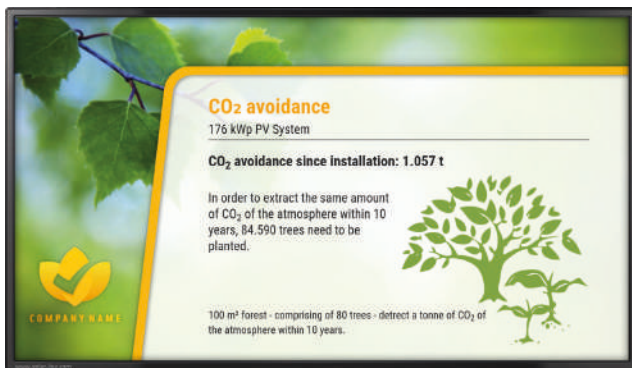 CO₂ avoidance
176 kWp PV System
CO₂ avoidance since installation: 1.057 t
In order to extract the same amount
of CO₂ of the atmosphere within 10
years, 84.590 trees need to be
planted.
COMPANY NAME
100 m² forest - comprising of 80 trees - detrect a tonne of CO₂ of
the atmosphere within 10 years.